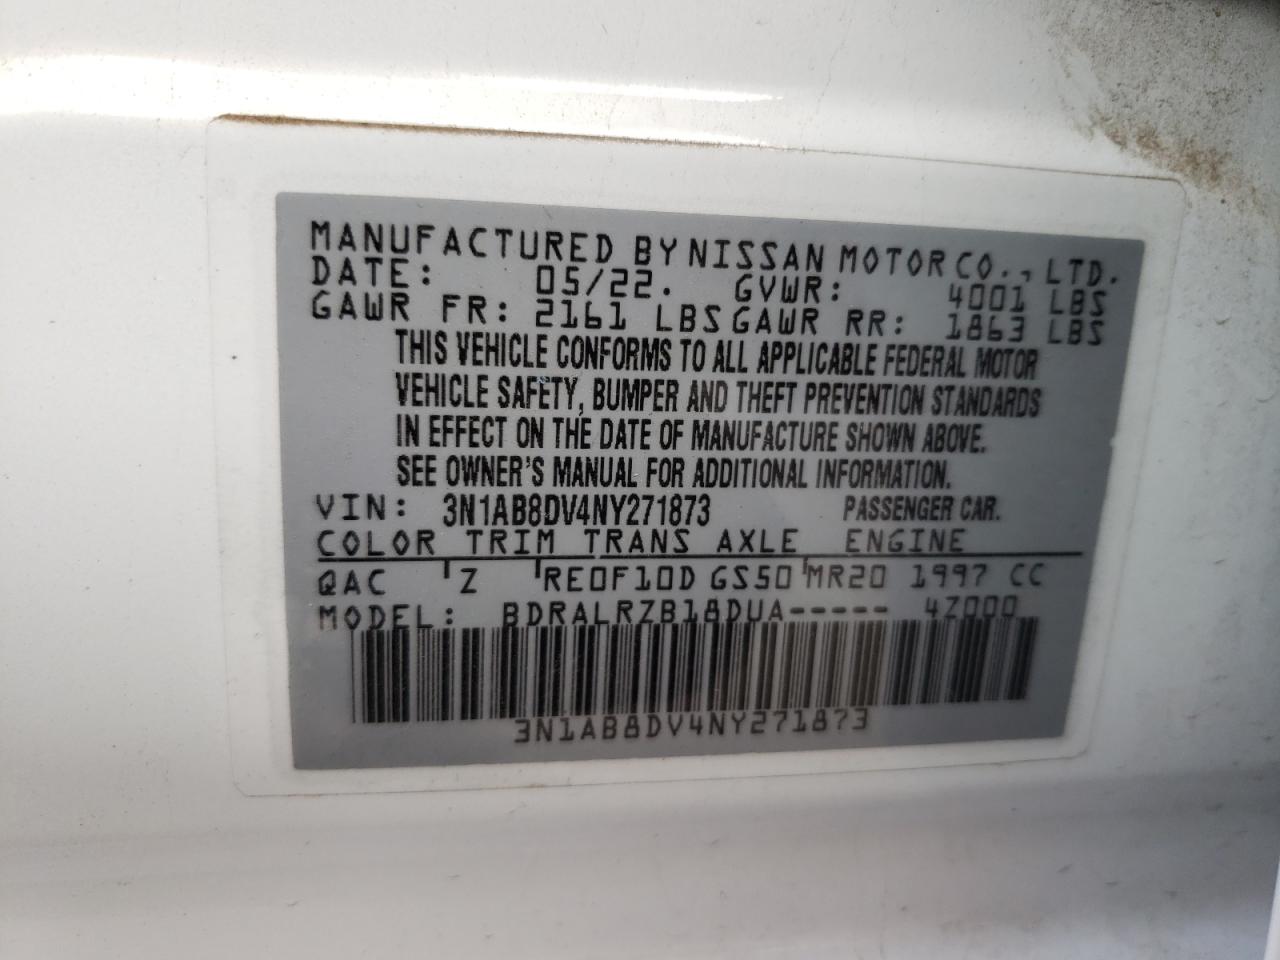 MANUFACTURED BY NISSAN MOTOR CO., LTD.
DATE: 05/22. GVWR: 4001 LBS
GAWR FR: 2161 LBS GAWR RR: 1863 LBS
THIS VEHICLE CONFORMS TO ALL APPLICABLE FEDERAL MOTOR
VEHICLE SAFETY, BUMPER AND THEFT PREVENTION STANDARDS
IN EFFECT ON THE DATE OF MANUFACTURE SHOWN ABOVE.
SEE OWNER'S MANUAL FOR ADDITIONAL INFORMATION.
VIN: 3N1AB8DV4NY271873 PASSENGER CAR.
COLOR TRIM TRANS AXLE ENGINE
QAC Z RE0F10D GS50 MR20 1997 CC
MODEL: BDRALRZB18DUA----- 4Z000
3N1AB8DV4NY271873